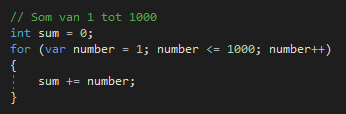 // Som van 1 tot 1000
int sum = 0;
for (var number = 1; number <= 1000; number++)
{
    sum += number;
}